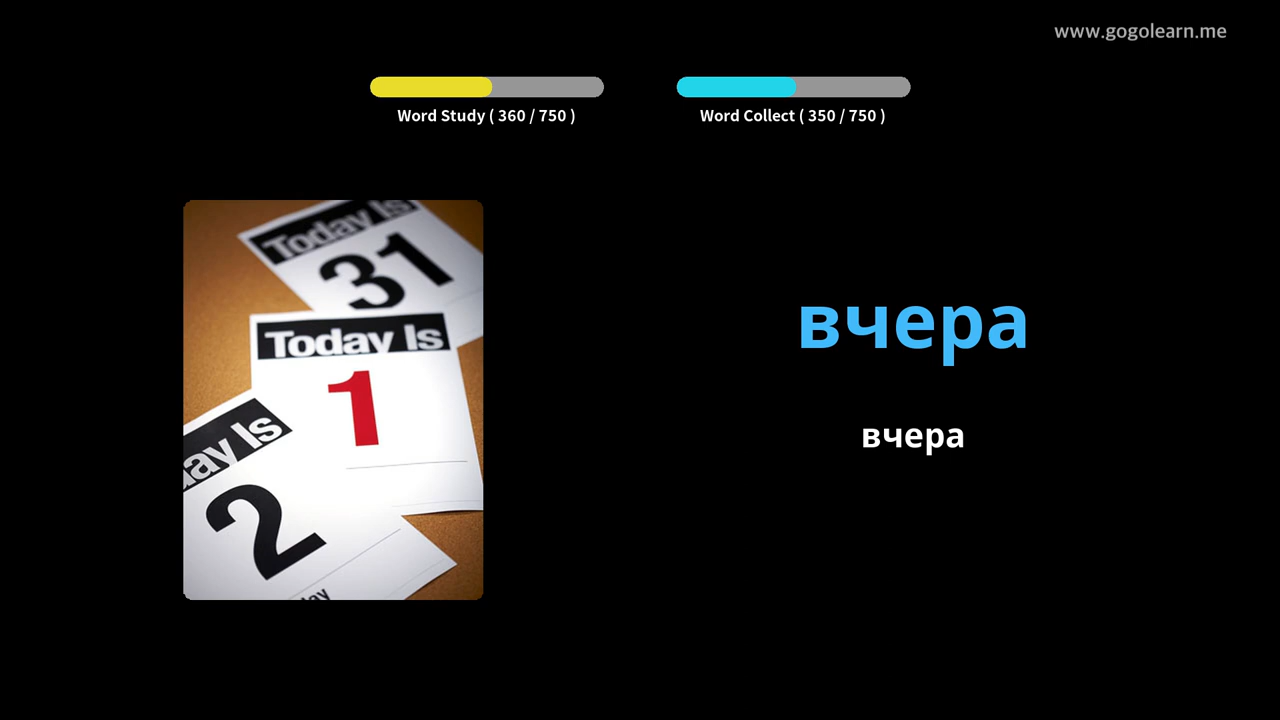 www.gogolearn.me
Word Study ( 360 / 750 )
Word Collect ( 350 / 750 )
Today Is
31
Today Is
1
ay Is
2
вчера
вчера